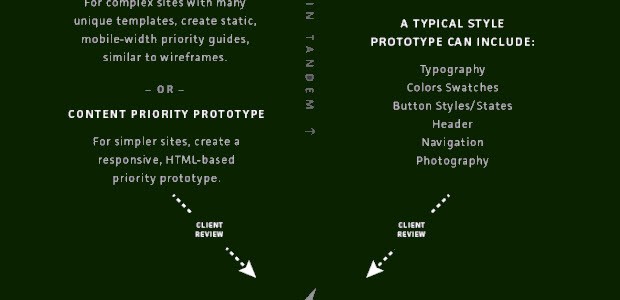 For complex sites with many
unique templates, create static,
mobile-width priority guides,
similar to wireframes.
– OR –
CONTENT PRIORITY PROTOTYPE
For simpler sites, create a
responsive, HTML-based
priority prototype.
CLIENT
REVIEW
IN TANDEM
A TYPICAL STYLE
PROTOTYPE CAN INCLUDE:
Typography
Colors Swatches
Button Styles/States
Header
Navigation
Photography
CLIENT
REVIEW